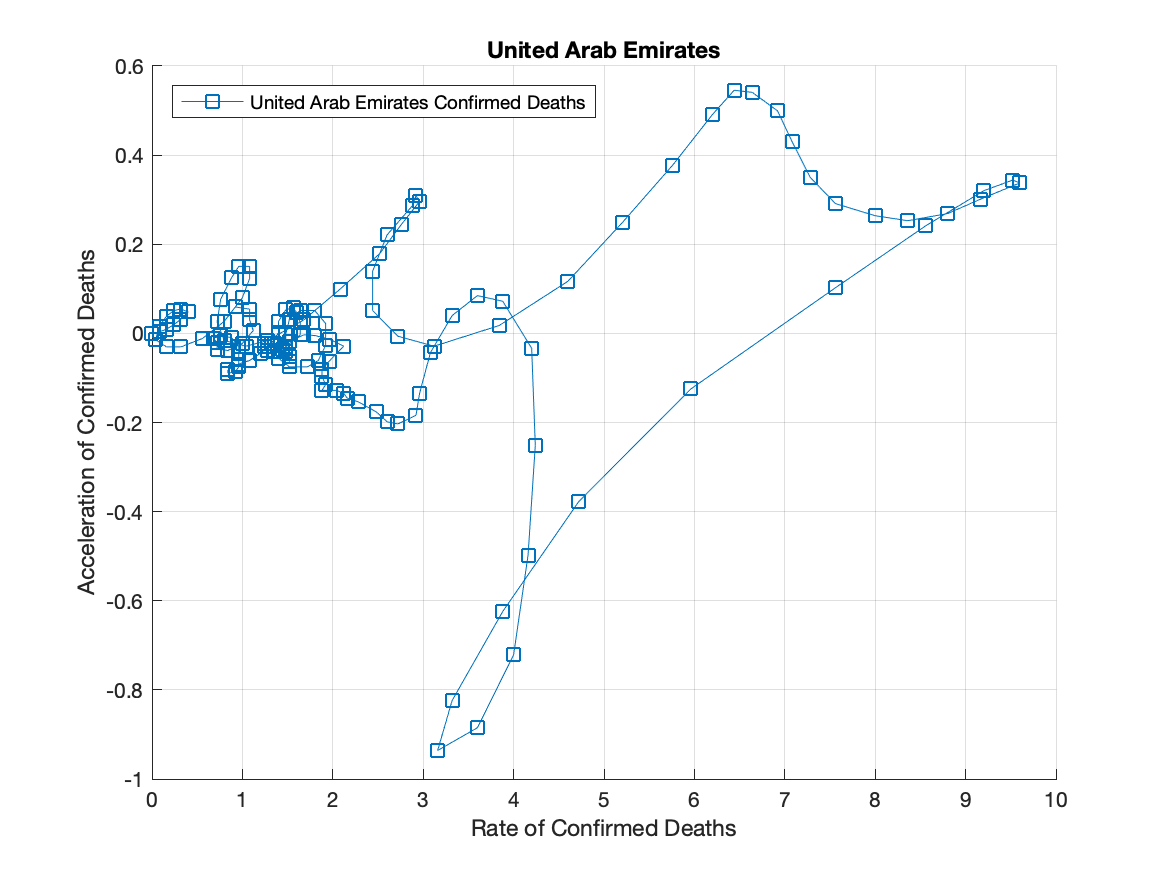 United Arab Emirates
United Arab Emirates Confirmed Deaths
Acceleration of Confirmed Deaths
0.6
0.4
0.2
0
-0.2
-0.4
-0.6
-0.8
-1
0 1 2 3 4 5 6 7 8 9 10
Rate of Confirmed Deaths